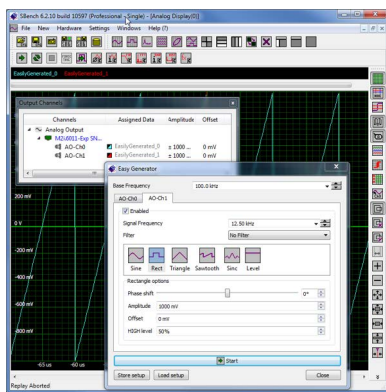 SBench 6.2.10 build 10597 (Professional - Single) - [Analog Display(0)]
File New Hardware Settings Windows Help (?)
EasilyGenerated_0 EasilyGenerated_1
Output Channels
Channels Assigned Data Amplitude Offset
Analog Output
M2i.6011-Exp SN...
AO-Ch0 EasilyGenerated_0 ± 1000 ... 0 mV
AO-Ch1 EasilyGenerated_1 ± 1000 ... 0 mV
Easy Generator
Base Frequency 100.0 kHz
AO-Ch0 AO-Ch1
Enabled
Signal Frequency 12.50 kHz
Filter No Filter
Sine Rect Triangle Sawtooth Sinc Level
Rectangle options
Phase shift 0°
Amplitude 1000 mV
Offset 0 mV
HIGH level 50%
Start
Store setup Load setup Close
200 mV
0 V
-200 mV
-400 mV
-600 mV
-800 mV
-65 us -60 us
Replay Aborted